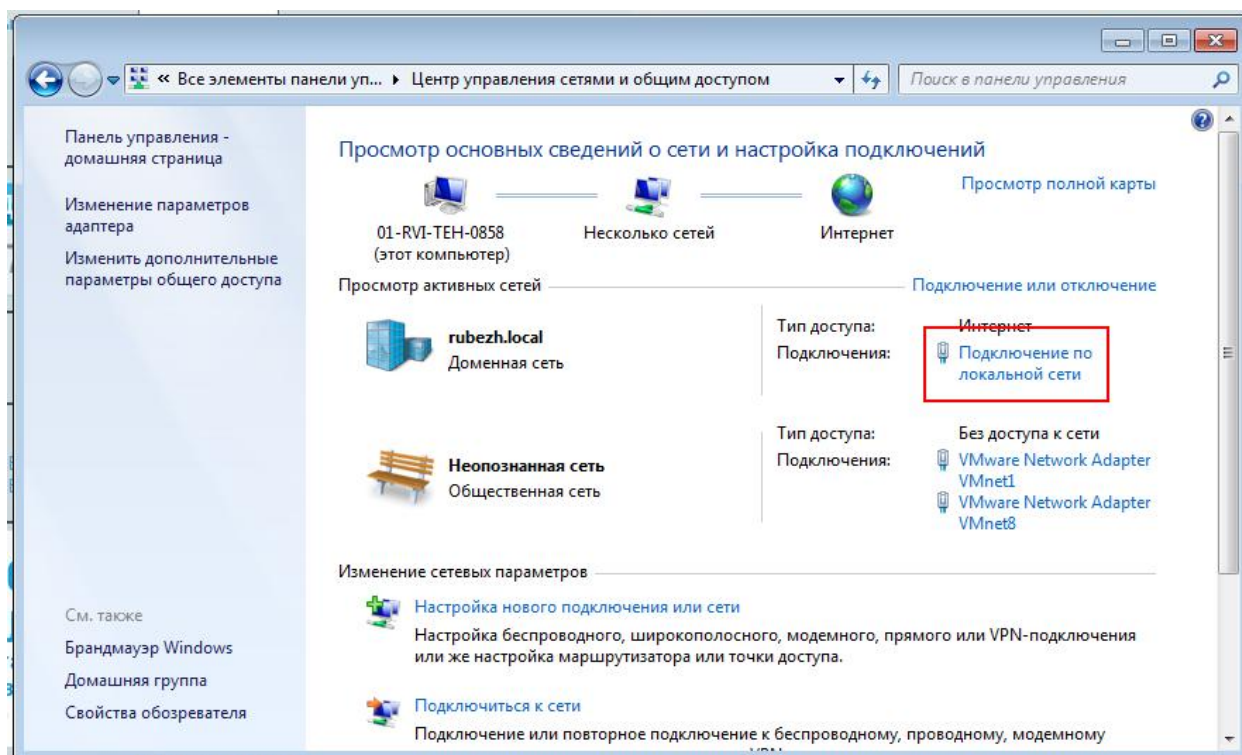 « Все элементы панели уп... Центр управления сетями и общим доступом
Поиск в панели управления
Панель управления -
домашняя страница
Изменение параметров
адаптера
Изменить дополнительные
параметры общего доступа
См. также
Брандмауэр Windows
Домашняя группа
Свойства обозревателя
Просмотр основных сведений о сети и настройка подключений
Просмотр полной карты
01-RVI-TEH-0858
(этот компьютер)
Несколько сетей
Интернет
Просмотр активных сетей
Подключение или отключение
rubezh.local
Доменная сеть
Тип доступа: Интернет
Подключения: Подключение по
локальной сети
Неопознанная сеть
Общественная сеть
Тип доступа: Без доступа к сети
Подключения: VMware Network Adapter
VMnet1
VMware Network Adapter
VMnet8
Изменение сетевых параметров
Настройка нового подключения или сети
Настройка беспроводного, широкополосного, модемного, прямого или VPN-подключения
или же настройка маршрутизатора или точки доступа.
Подключиться к сети
Подключение или повторное подключение к беспроводному, проводному, модемному